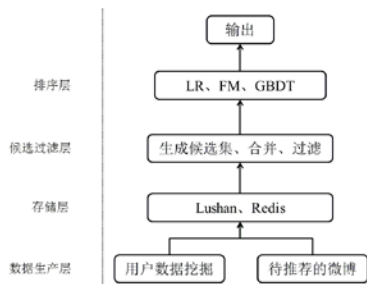 输出
排序层
LR、FM、GBDT
候选过滤层
生成候选集、合并、过滤
存储层
Lushan、Redis
数据生产层
用户数据挖掘
待推荐的微博